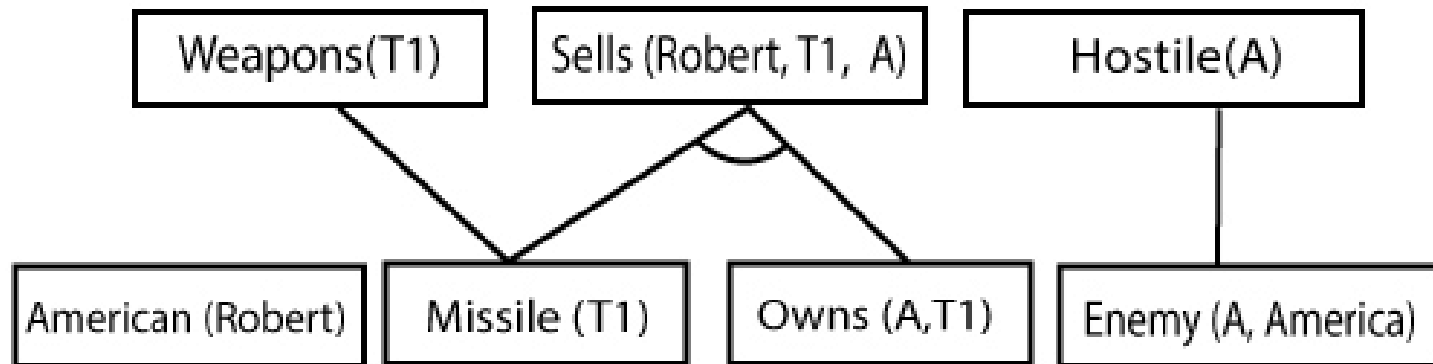 Weapons(T1)
Sells (Robert, T1, A)
Hostile(A)
American (Robert)
Missile (T1)
Owns (A,T1)
Enemy (A, America)